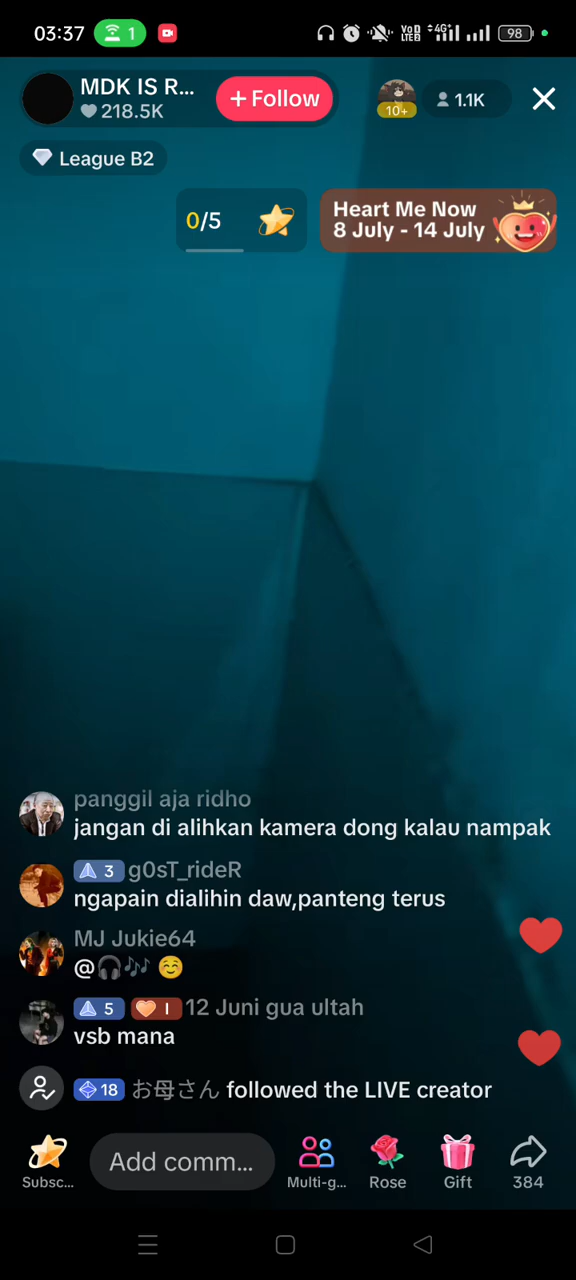 03:37
1
VoD
LTE2
4G+
98
MDK IS R...
218.5K
+ Follow
10+
1.1K
League B2
0/5
Heart Me Now
8 July - 14 July
panggil aja ridho
jangan di alihkan kamera dong kalau nampak
3 g0sT_rideR
ngapain dialihin daw,panteng terus
MJ Jukie64
@🎧🎶 ☺️
5 I 12 Juni gua ultah
vsb mana
18 お母さん followed the LIVE creator
Add comm...
Subsc...
Multi-g...
Rose
Gift
384